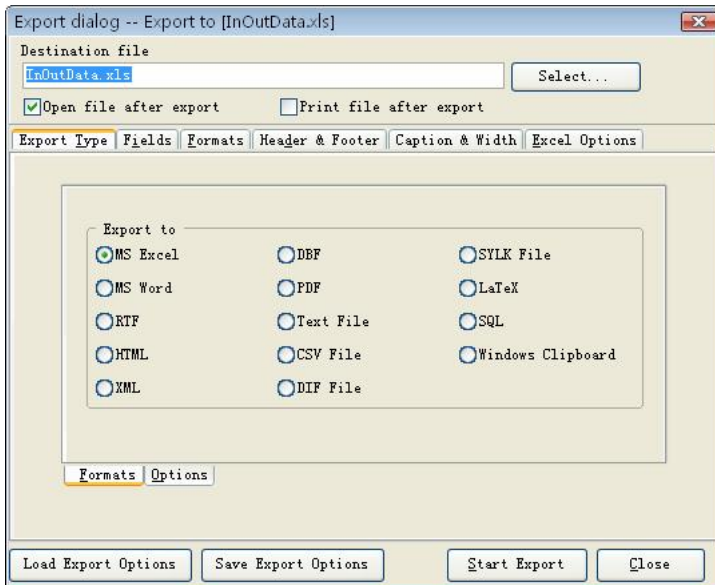 Export dialog -- Export to [InOutData.xls]
Destination file
InOutData.xls
Select...
Open file after export Print file after export
Export Type Fields Formats Header & Footer Caption & Width Excel Options
Export to
MS Excel DBF SYLK File
MS Word PDF LaTeX
RTF Text File SQL
HTML CSV File Windows Clipboard
XML DIF File
Formats Options
Load Export Options Save Export Options Start Export Close